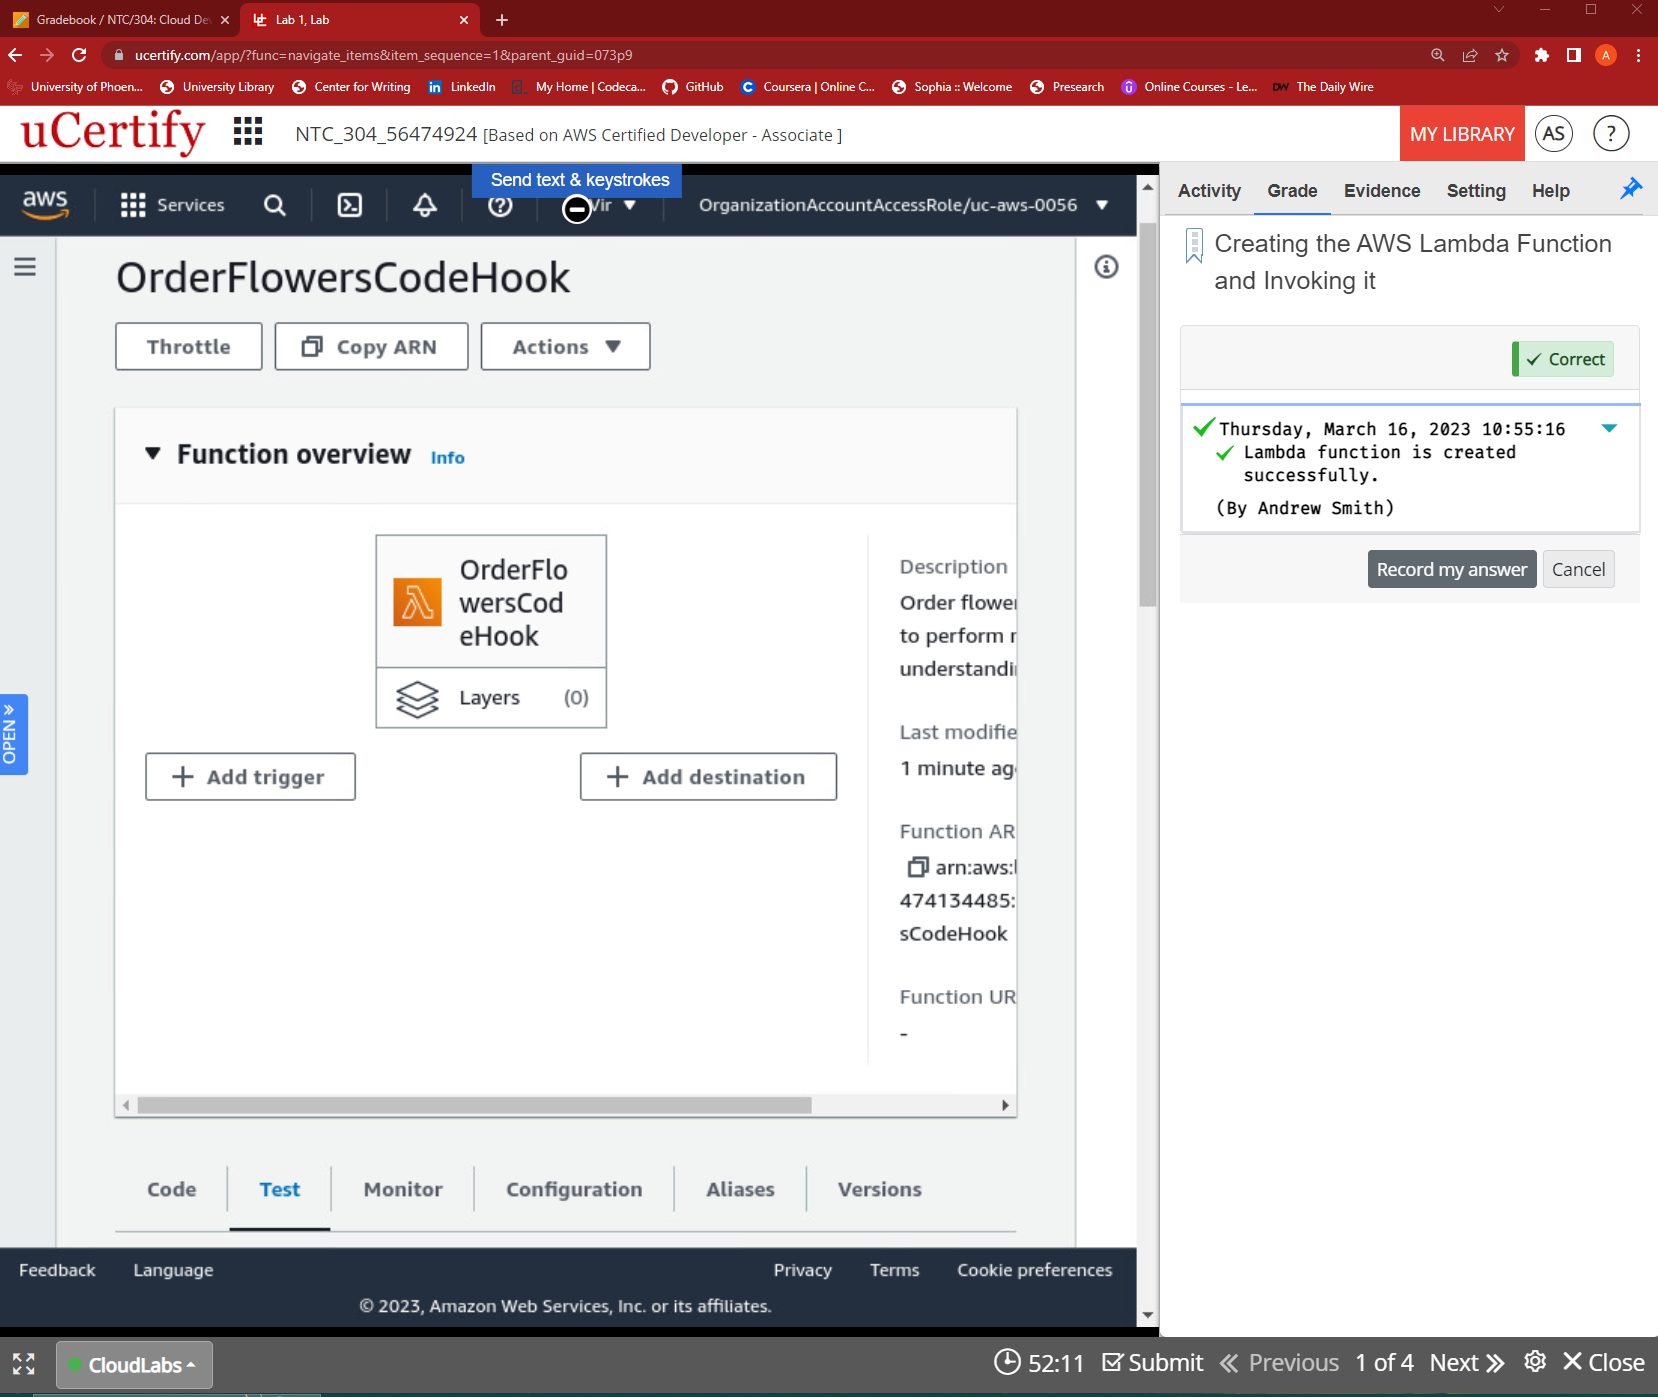 Gradebook / NTC/304: Cloud De
Lab 1, Lab
ucertify.com/app/?func=navigate_items&item_sequence=1&parent_guid=073p9
A
University of Phoen...
University Library
Center for Writing
LinkedIn
My Home | Codeca...
GitHub
Coursera | Online C...
Sophia :: Welcome
Presearch
Online Courses - Le...
DW
The Daily Wire
uCertify
NTC_304_56474924 [Based on AWS Certified Developer - Associate ]
MY LIBRARY
AS
?
Send text & keystrokes
aws
Services
Vir
OrganizationAccountAccessRole/uc-aws-0056
Activity
Grade
Evidence
Setting
Help
OrderFlowersCodeHook
Throttle
Copy ARN
Actions
Function overview
Info
OrderFlo
wersCod
eHook
Layers
(0)
Add trigger
Add destination
Description
Order flower
to perform
understandi
Last modifie
1 minute ag
Function AR
arn:aws:
474134485:
sCodeHook
Function UR
-
Code
Test
Monitor
Configuration
Aliases
Versions
Feedback
Language
Privacy
Terms
Cookie preferences
© 2023, Amazon Web Services, Inc. or its affiliates.
OPEN »
Creating the AWS Lambda Function
and Invoking it
Correct
Thursday, March 16, 2023 10:55:16
Lambda function is created
successfully.
(By Andrew Smith)
Record my answer
Cancel
CloudLabs
52:11
Submit
Previous
1 of 4
Next
Close